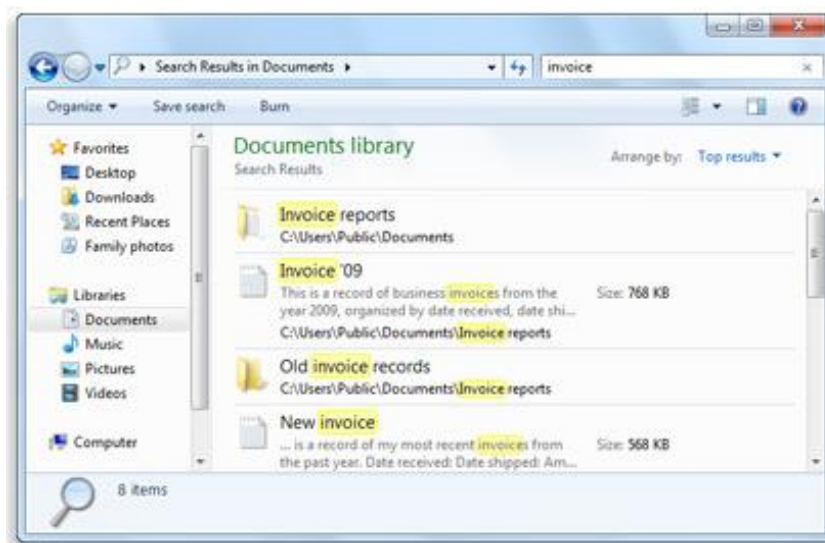 Search Results in Documents
invoice
Organize
Save search
Burn
Favorites
Desktop
Downloads
Recent Places
Family photos
Libraries
Documents
Music
Pictures
Videos
Computer
Documents library
Search Results
Arrange by: Top results
Invoice reports
C:\Users\Public\Documents
Invoice '09
This is a record of business invoices from the
year 2009, organized by date received, date shi...
C:\Users\Public\Documents\Invoice reports
Size: 768 KB
Old invoice records
C:\Users\Public\Documents\Invoice reports
New invoice
... is a record of my most recent invoices from
the past year. Date received: Date shipped: Am...
Size: 568 KB
8 items